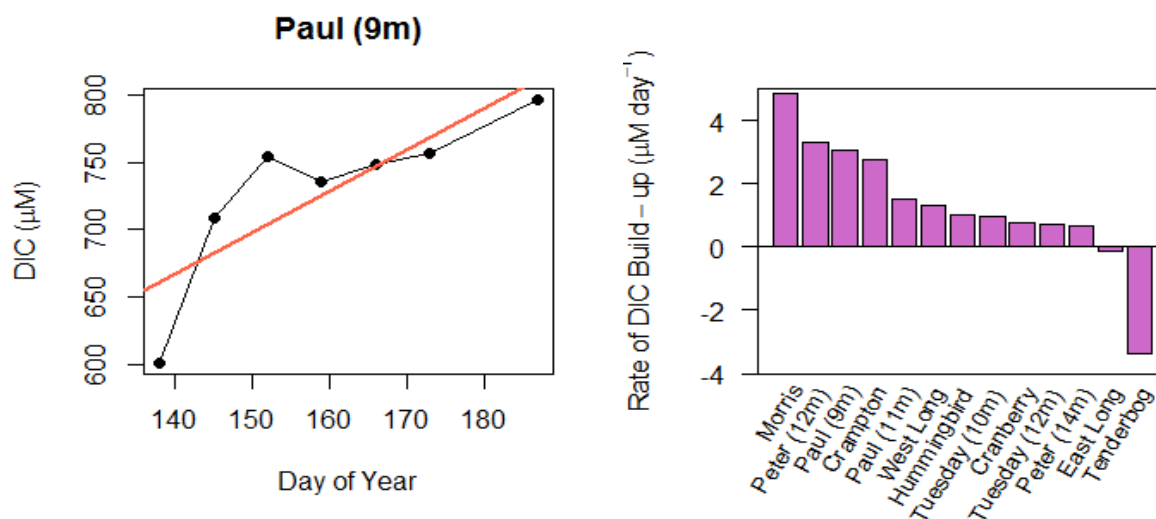 Paul (9m)
DIC (μM)
800
750
700
650
600
140 150 160 170 180
Day of Year
Rate of DIC Build − up (μM day⁻¹)
4
2
0
-2
-4
Morris
Peter (12m)
Paul (9m)
Crampton
Paul (11m)
West Long
Hummingbird
Tuesday (10m)
Cranberry
Tuesday (12m)
Peter (14m)
East Long
Tenderbog